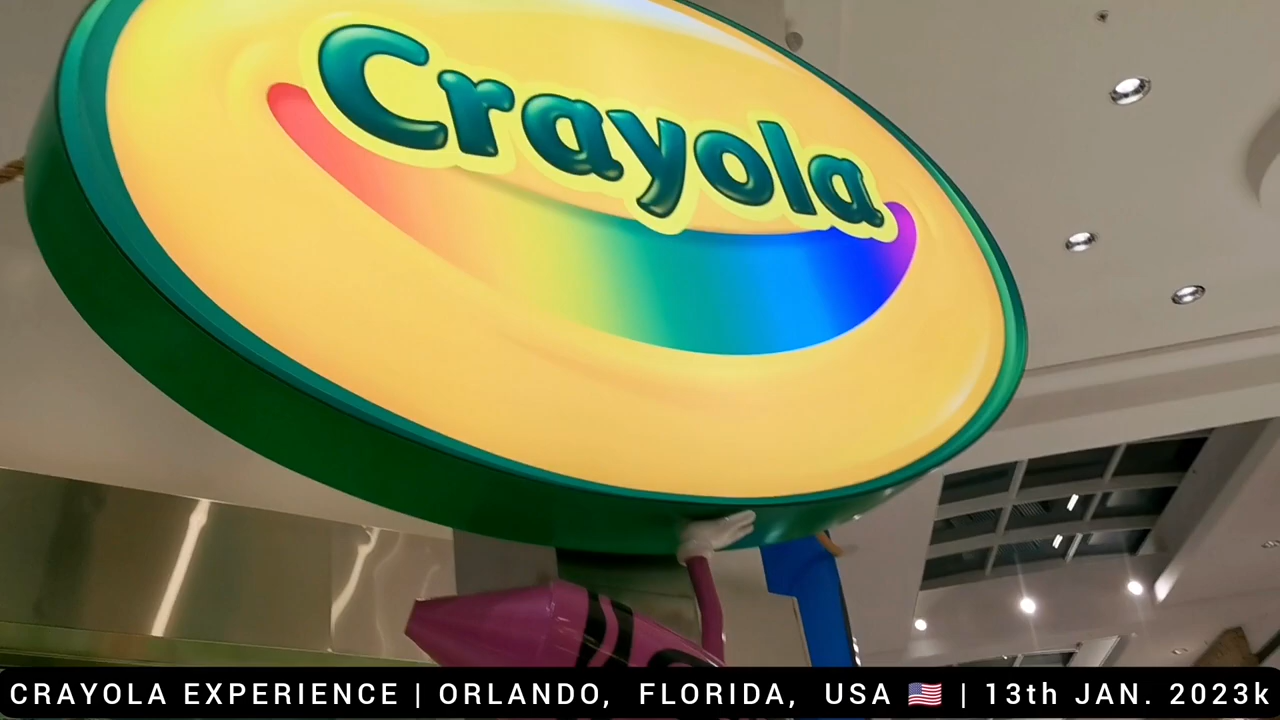 Crayola
CRAYOLA EXPERIENCE | ORLANDO, FLORIDA, USA 🇺🇸 | 13th JAN. 2023k